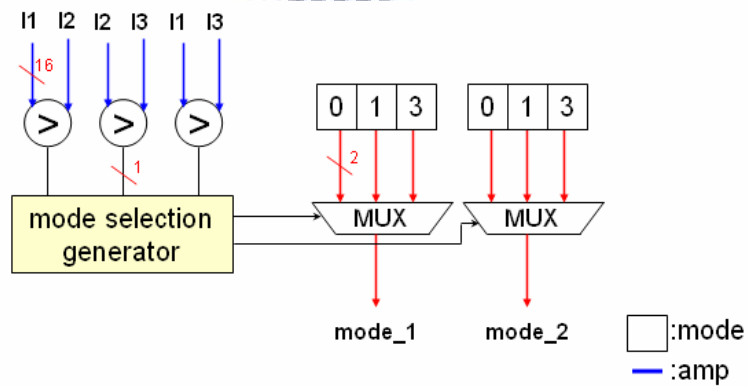 I1 I2 I2 I3 I1 I3
16
> > >
1
0 1 3 0 1 3
2
mode selection
generator
MUX MUX
mode_1 mode_2
:mode
:amp